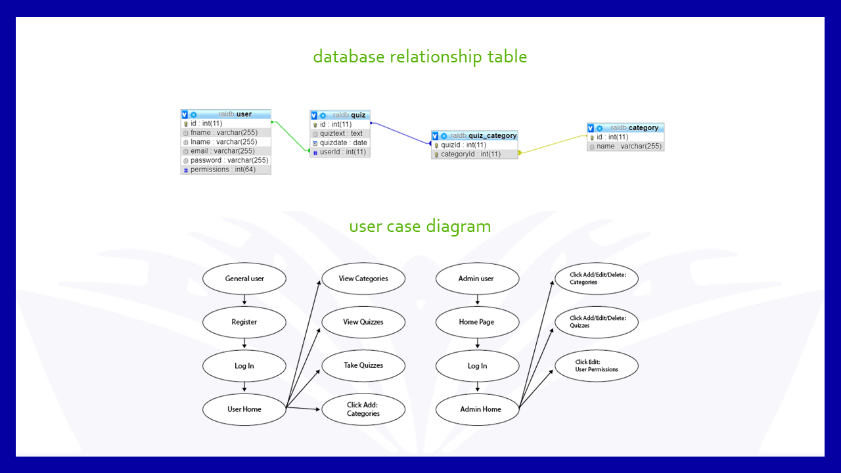 database relationship table
raldb user
id : int(11)
fname : varchar(255)
lname : varchar(255)
email : varchar(255)
password : varchar(255)
permissions : int(64)
raldb quiz
id : int(11)
quiztext : text
quizdate : date
userId : int(11)
raldb quiz_category
quizId : int(11)
categoryId : int(11)
raldb category
id : int(11)
name : varchar(255)
user case diagram
General user
Register
Log In
User Home
View Categories
View Quizzes
Take Quizzes
Click Add:
Categories
Admin user
Home Page
Log In
Admin Home
Click Add/Edit/Delete:
Categories
Click Add/Edit/Delete:
Quizzes
Click Edit:
User Permissions